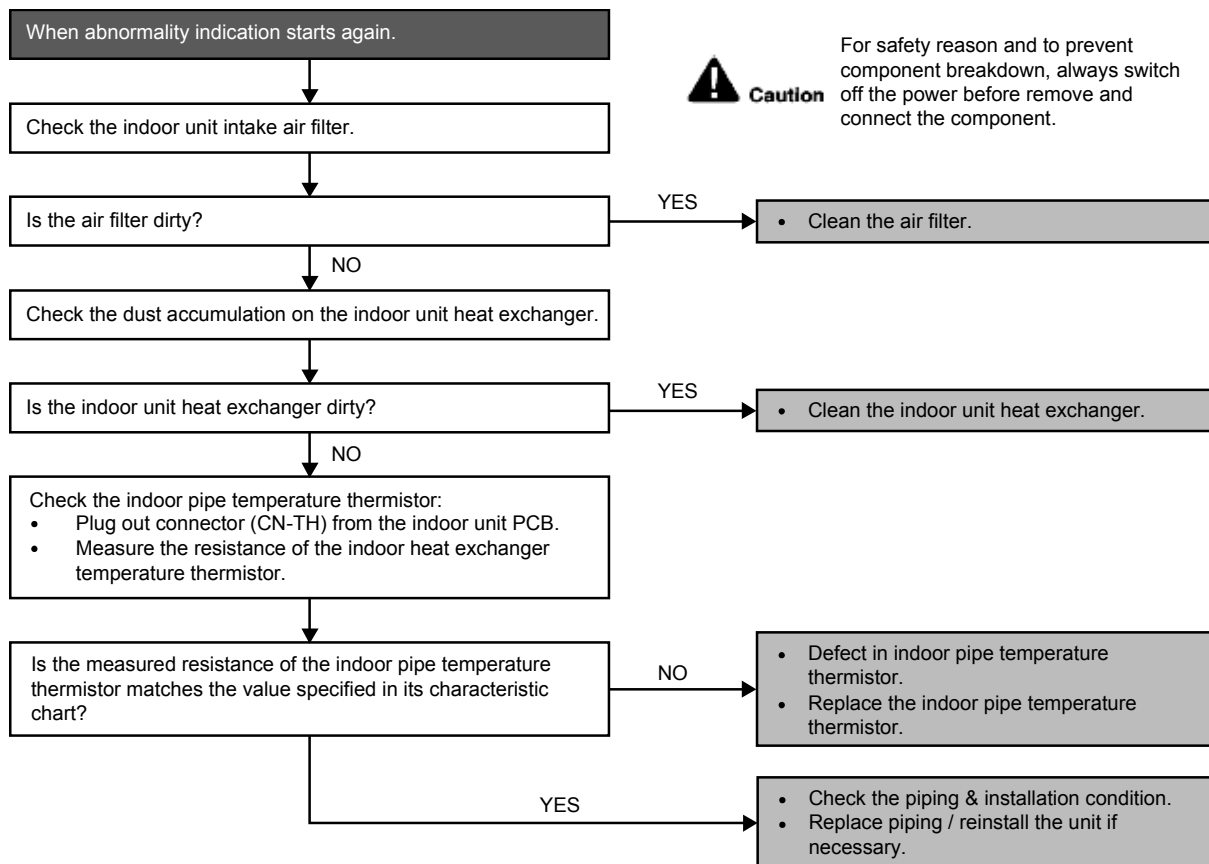 When abnormality indication starts again.
Caution
For safety reason and to prevent
component breakdown, always switch
off the power before remove and
connect the component.
Check the indoor unit intake air filter.
Is the air filter dirty?
YES
• Clean the air filter.
NO
Check the dust accumulation on the indoor unit heat exchanger.
Is the indoor unit heat exchanger dirty?
YES
• Clean the indoor unit heat exchanger.
NO
Check the indoor pipe temperature thermistor:
• Plug out connector (CN-TH) from the indoor unit PCB.
• Measure the resistance of the indoor heat exchanger
temperature thermistor.
Is the measured resistance of the indoor pipe temperature
thermistor matches the value specified in its characteristic
chart?
NO
• Defect in indoor pipe temperature
thermistor.
• Replace the indoor pipe temperature
thermistor.
YES
• Check the piping & installation condition.
• Replace piping / reinstall the unit if
necessary.